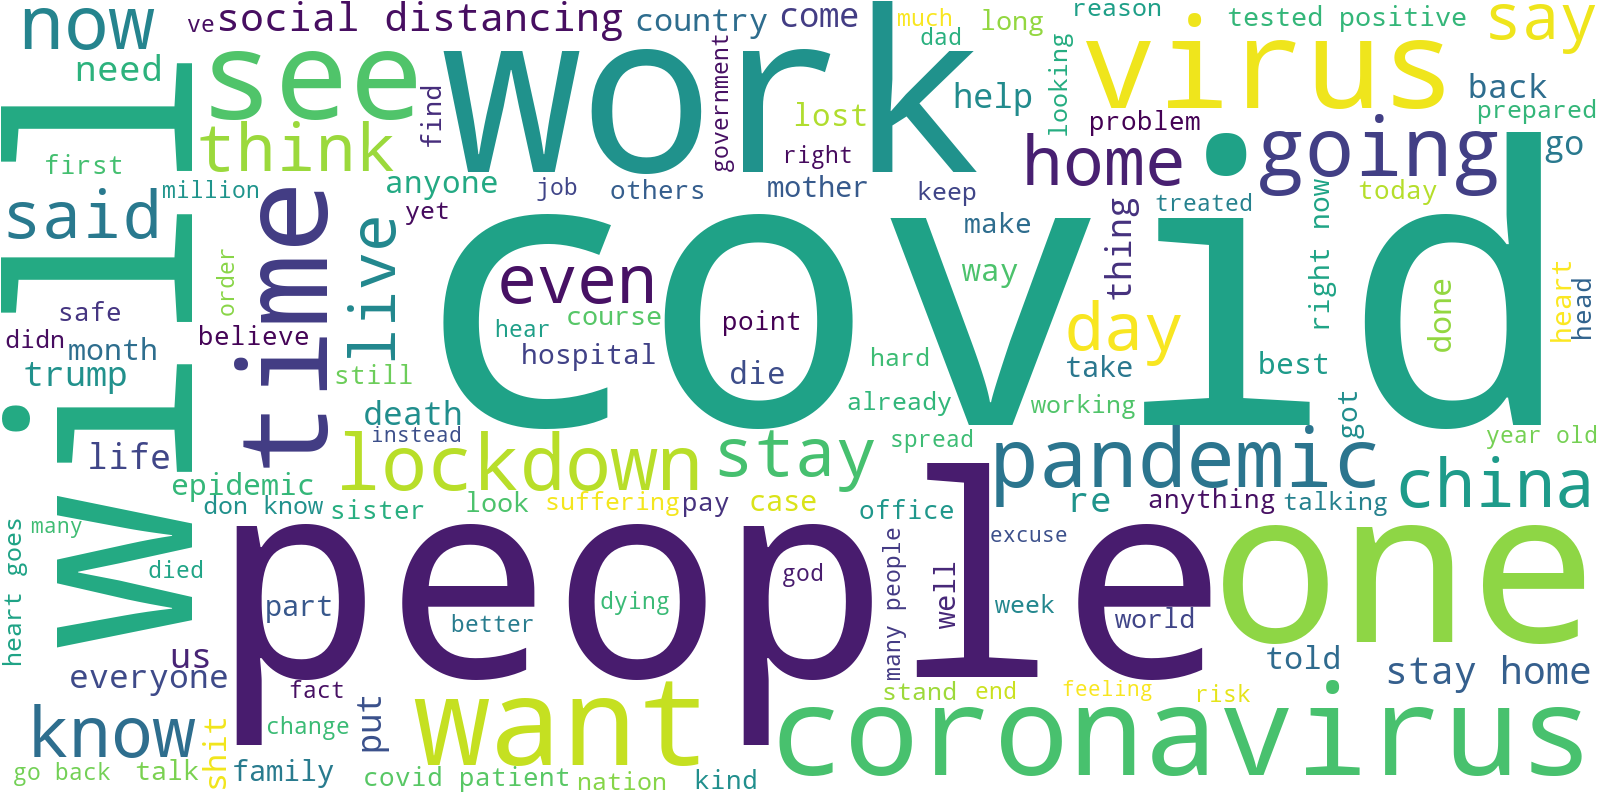 now
ve
social distancing
country
come
much
dad
long
reason
tested positive
say
need
see
work
find
government
lost
help
looking
virus
problem
back
prepared
think
first
million
right
home
going
go
said
time
anyone
yet
job
others
mother
keep
make
thing
treated
right now
today
will
live
covid
even
way
order
safe
didn
month
believe
hear
course
point
day
done
heart
head
trump
still
hospital
die
hard
take
best
death
already
working
got
instead
life
lockdown
stay
spread
pandemic
year old
epidemic
don know
sister
look
suffering
pay
case
office
re
anything
talking
china
many
heart goes
people
one
excuse
died
god
many people
well
part
dying
better
week
world
us
everyone
told
stay home
fact
stand
end
feeling
risk
know
change
put
want
coronavirus
shit
go back
talk
family
covid patient
nation
kind